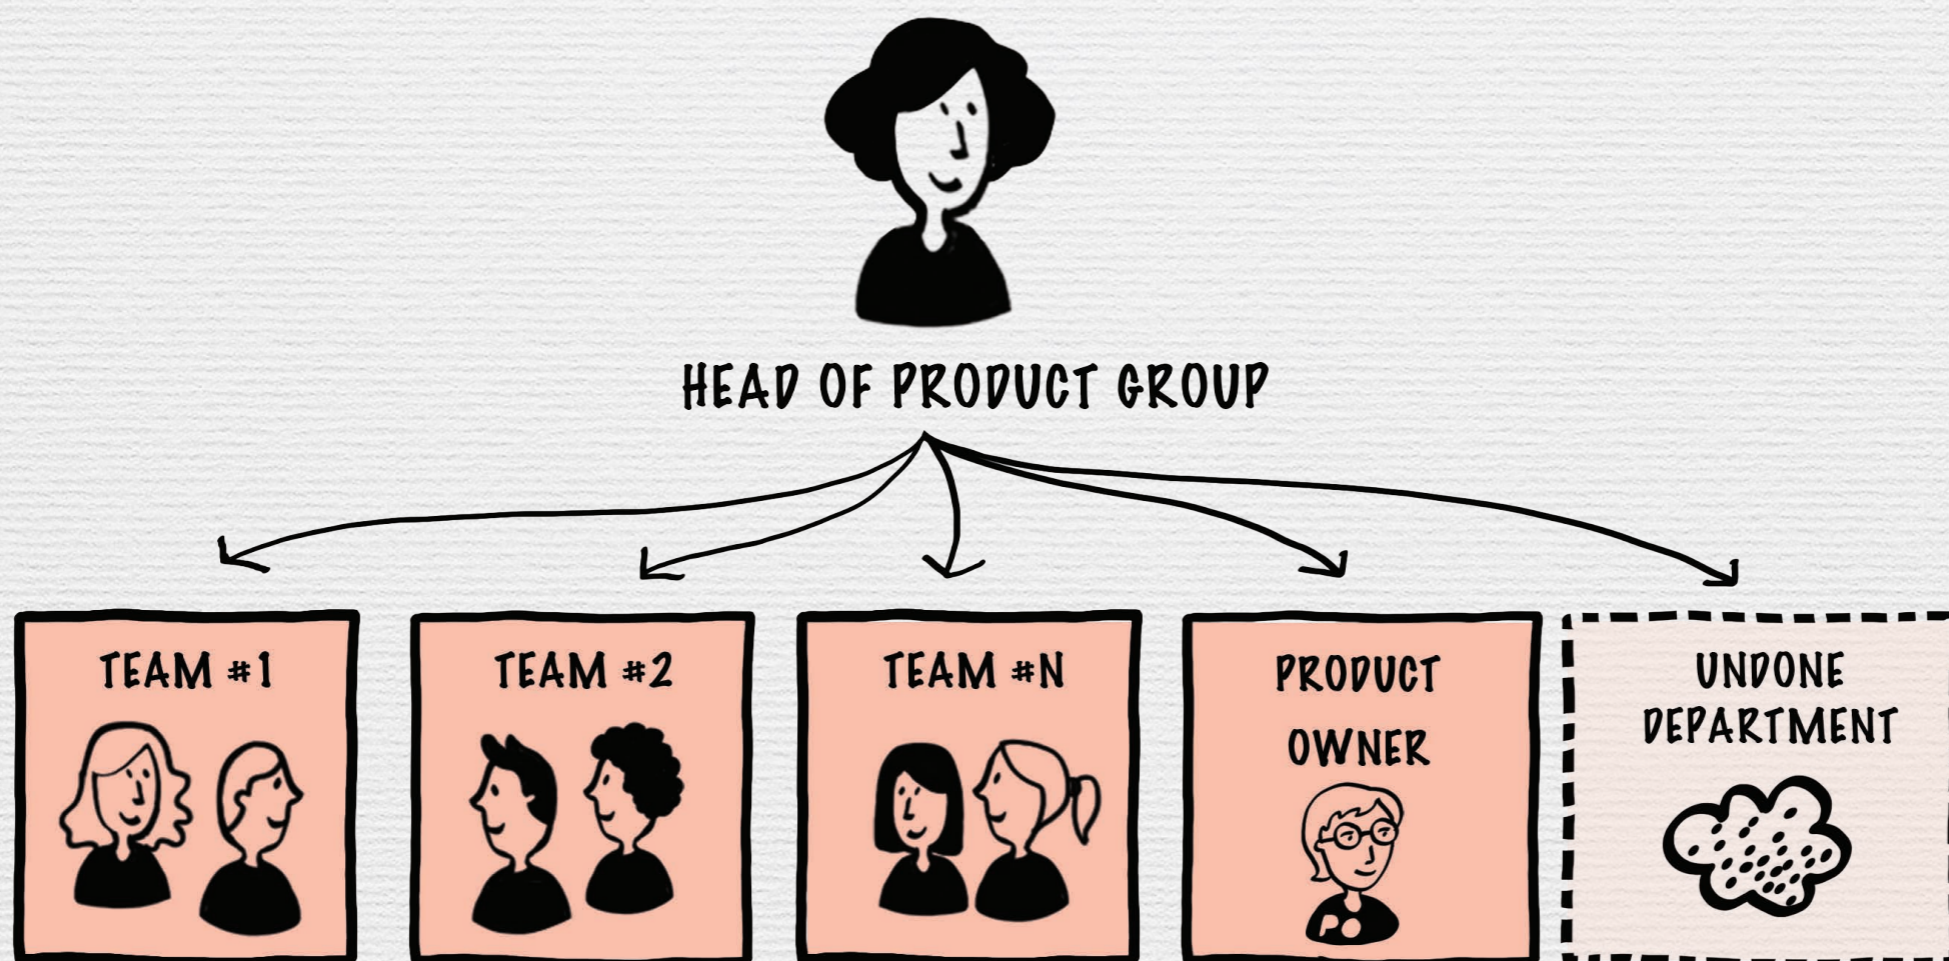 HEAD OF PRODUCT GROUP
TEAM #1
TEAM #2
TEAM #N
PRODUCT
OWNER
PO
UNDONE
DEPARTMENT